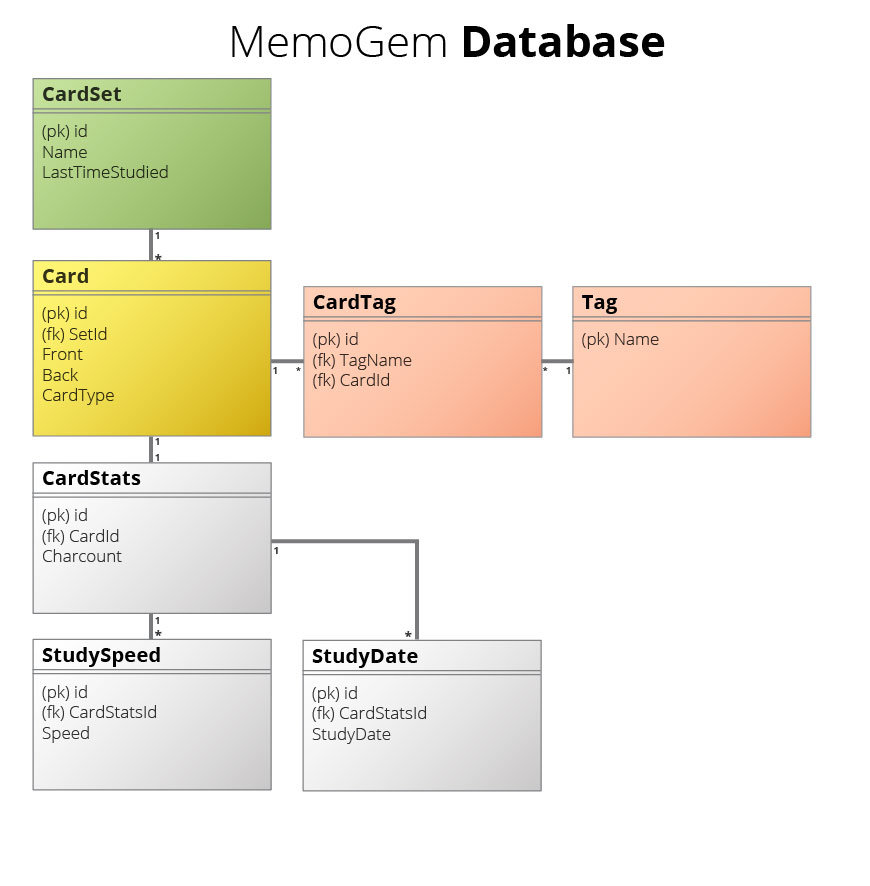 MemoGem Database
CardSet
(pk) id
Name
LastTimeStudied
1
*
Card
(pk) id
(fk) SetId
Front
Back
CardType
1 *
CardTag
(pk) id
(fk) TagName
(fk) CardId
* 1
Tag
(pk) Name
1
1
CardStats
(pk) id
(fk) CardId
Charcount
1
1
*
*
StudySpeed
(pk) id
(fk) CardStatsId
Speed
StudyDate
(pk) id
(fk) CardStatsId
StudyDate